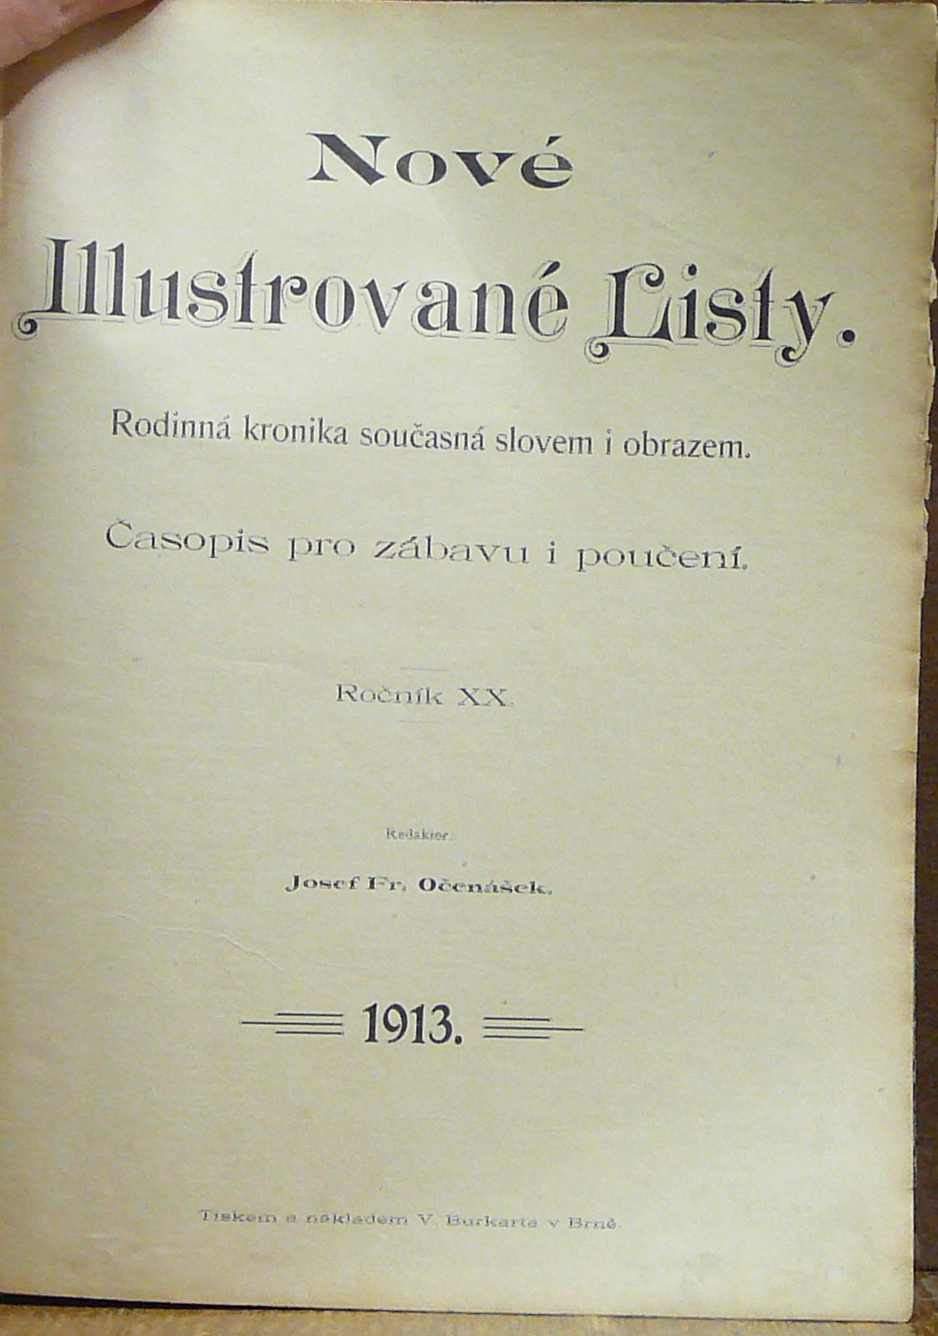 Nové
Illustrované Listy.
Rodinná kronika současná slovem i obrazem.
Časopis pro zábavu i poučení.
Ročník XX.
Redaktor:
Josef Fr. Očenášek.
1913.
Tiskem a nákladem V. Burkarta v Brně.